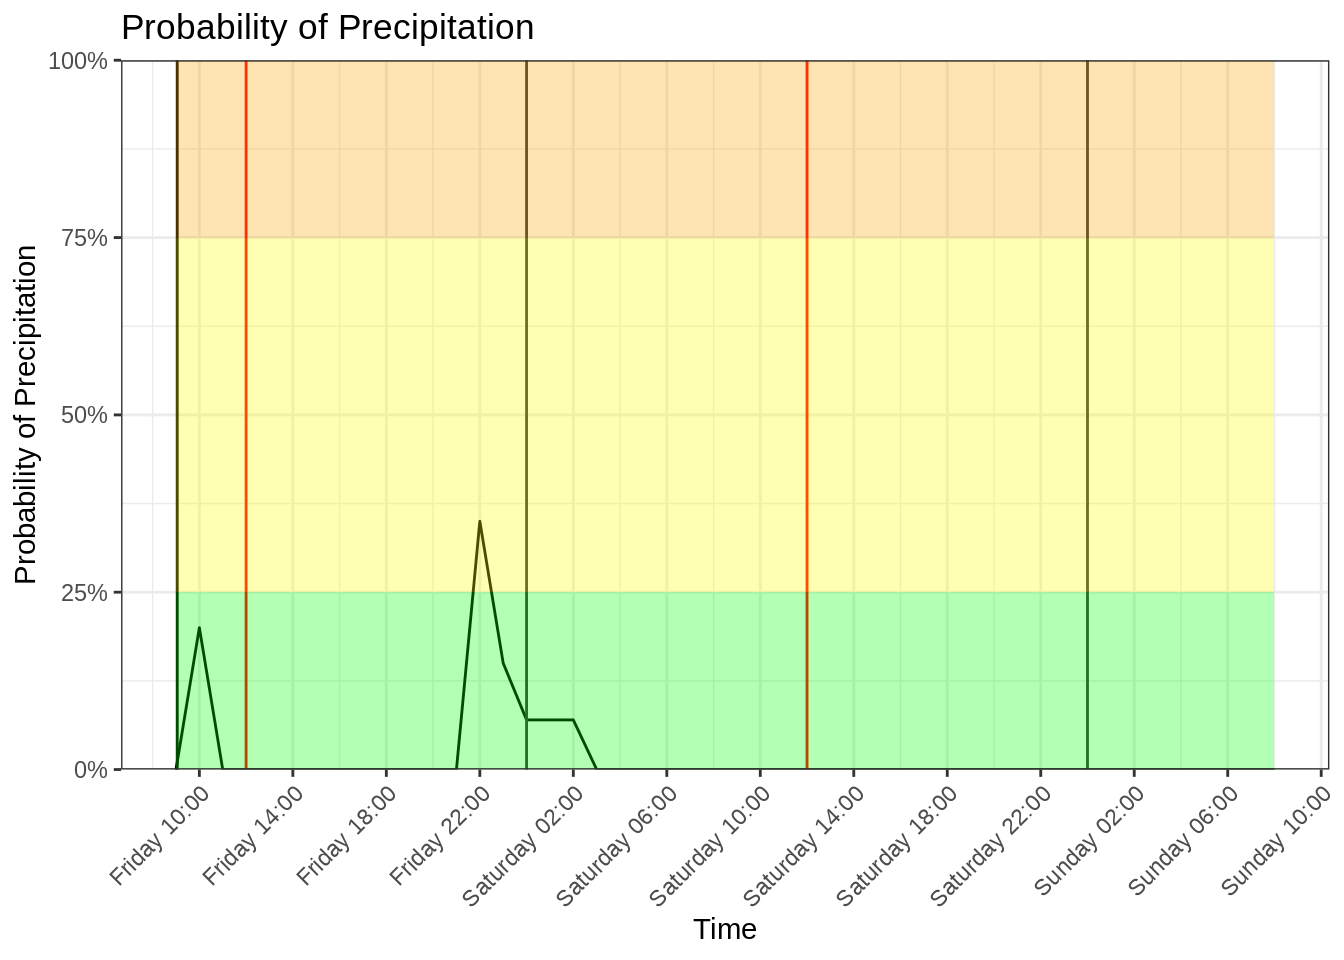 Probability of Precipitation
100%
75%
50%
25%
0%
Probability of Precipitation
Friday 10:00
Friday 14:00
Friday 18:00
Friday 22:00
Saturday 02:00
Saturday 06:00
Saturday 10:00
Saturday 14:00
Saturday 18:00
Saturday 22:00
Sunday 02:00
Sunday 06:00
Sunday 10:00
Time